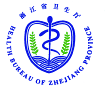 浙江省卫生厅
HEALTH BUREAU OF ZHEJIANG PROVINCE